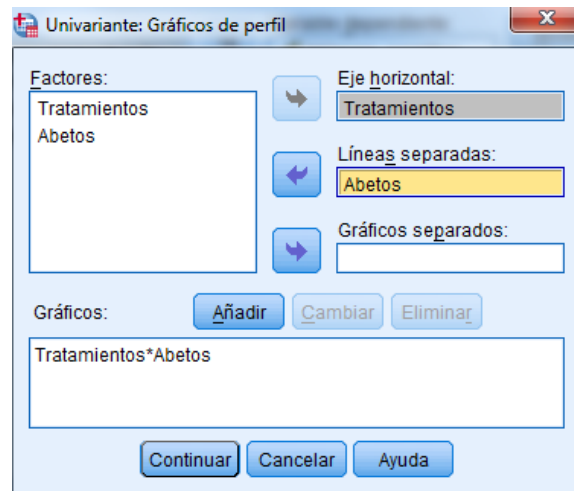 Univariante: Gráficos de perfil
Factores:
Tratamientos
Abetos
Eje horizontal:
Tratamientos
Líneas separadas:
Abetos
Gráficos separados:
Gráficos:
Añadir
Cambiar
Eliminar
Tratamientos*Abetos
Continuar
Cancelar
Ayuda